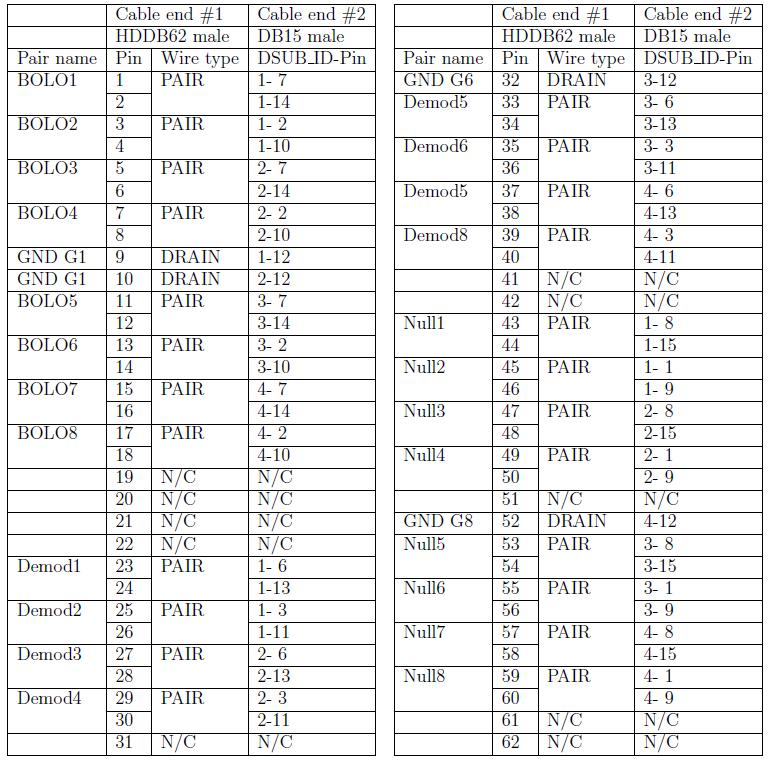 Cable end #1 Cable end #2
HDDB62 male DB15 male
Pair name Pin Wire type DSUB_ID-Pin
BOLO1 1 PAIR 1- 7
2 1-14
BOLO2 3 PAIR 1- 2
4 1-10
BOLO3 5 PAIR 2- 7
6 2-14
BOLO4 7 PAIR 2- 2
8 2-10
GND G1 9 DRAIN 1-12
GND G1 10 DRAIN 2-12
BOLO5 11 PAIR 3- 7
12 3-14
BOLO6 13 PAIR 3- 2
14 3-10
BOLO7 15 PAIR 4- 7
16 4-14
BOLO8 17 PAIR 4- 2
18 4-10
19 N/C N/C
20 N/C N/C
21 N/C N/C
22 N/C N/C
Demod1 23 PAIR 1- 6
24 1-13
Demod2 25 PAIR 1- 3
26 1-11
Demod3 27 PAIR 2- 6
28 2-13
Demod4 29 PAIR 2- 3
30 2-11
31 N/C N/C
Cable end #1 Cable end #2
HDDB62 male DB15 male
Pair name Pin Wire type DSUB_ID-Pin
GND G6 32 DRAIN 3-12
Demod5 33 PAIR 3- 6
34 3-13
Demod6 35 PAIR 3- 3
36 3-11
Demod5 37 PAIR 4- 6
38 4-13
Demod8 39 PAIR 4- 3
40 4-11
41 N/C N/C
42 N/C N/C
Null1 43 PAIR 1- 8
44 1-15
Null2 45 PAIR 1- 1
46 1- 9
Null3 47 PAIR 2- 8
48 2-15
Null4 49 PAIR 2- 1
50 2- 9
51 N/C N/C
GND G8 52 DRAIN 4-12
Null5 53 PAIR 3- 8
54 3-15
Null6 55 PAIR 3- 1
56 3- 9
Null7 57 PAIR 4- 8
58 4-15
Null8 59 PAIR 4- 1
60 4- 9
61 N/C N/C
62 N/C N/C